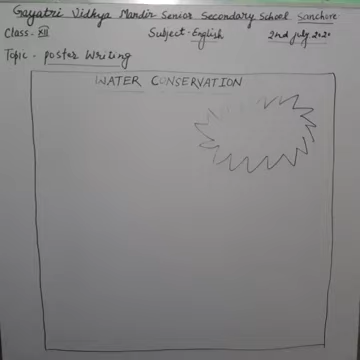 Gayatri Vidhya Mandir Senior Secondary School Sanchore
Class - XII Subject - English 2nd July 2020
Topic - poster Writing
WATER CONSERVATION